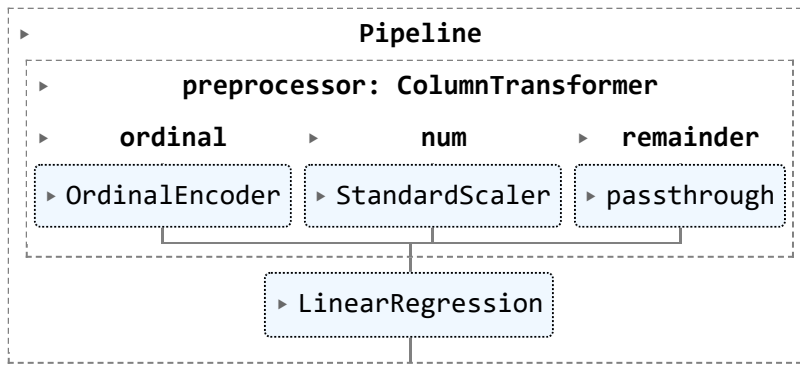 Pipeline
preprocessor: ColumnTransformer
ordinal num remainder
OrdinalEncoder StandardScaler passthrough
LinearRegression